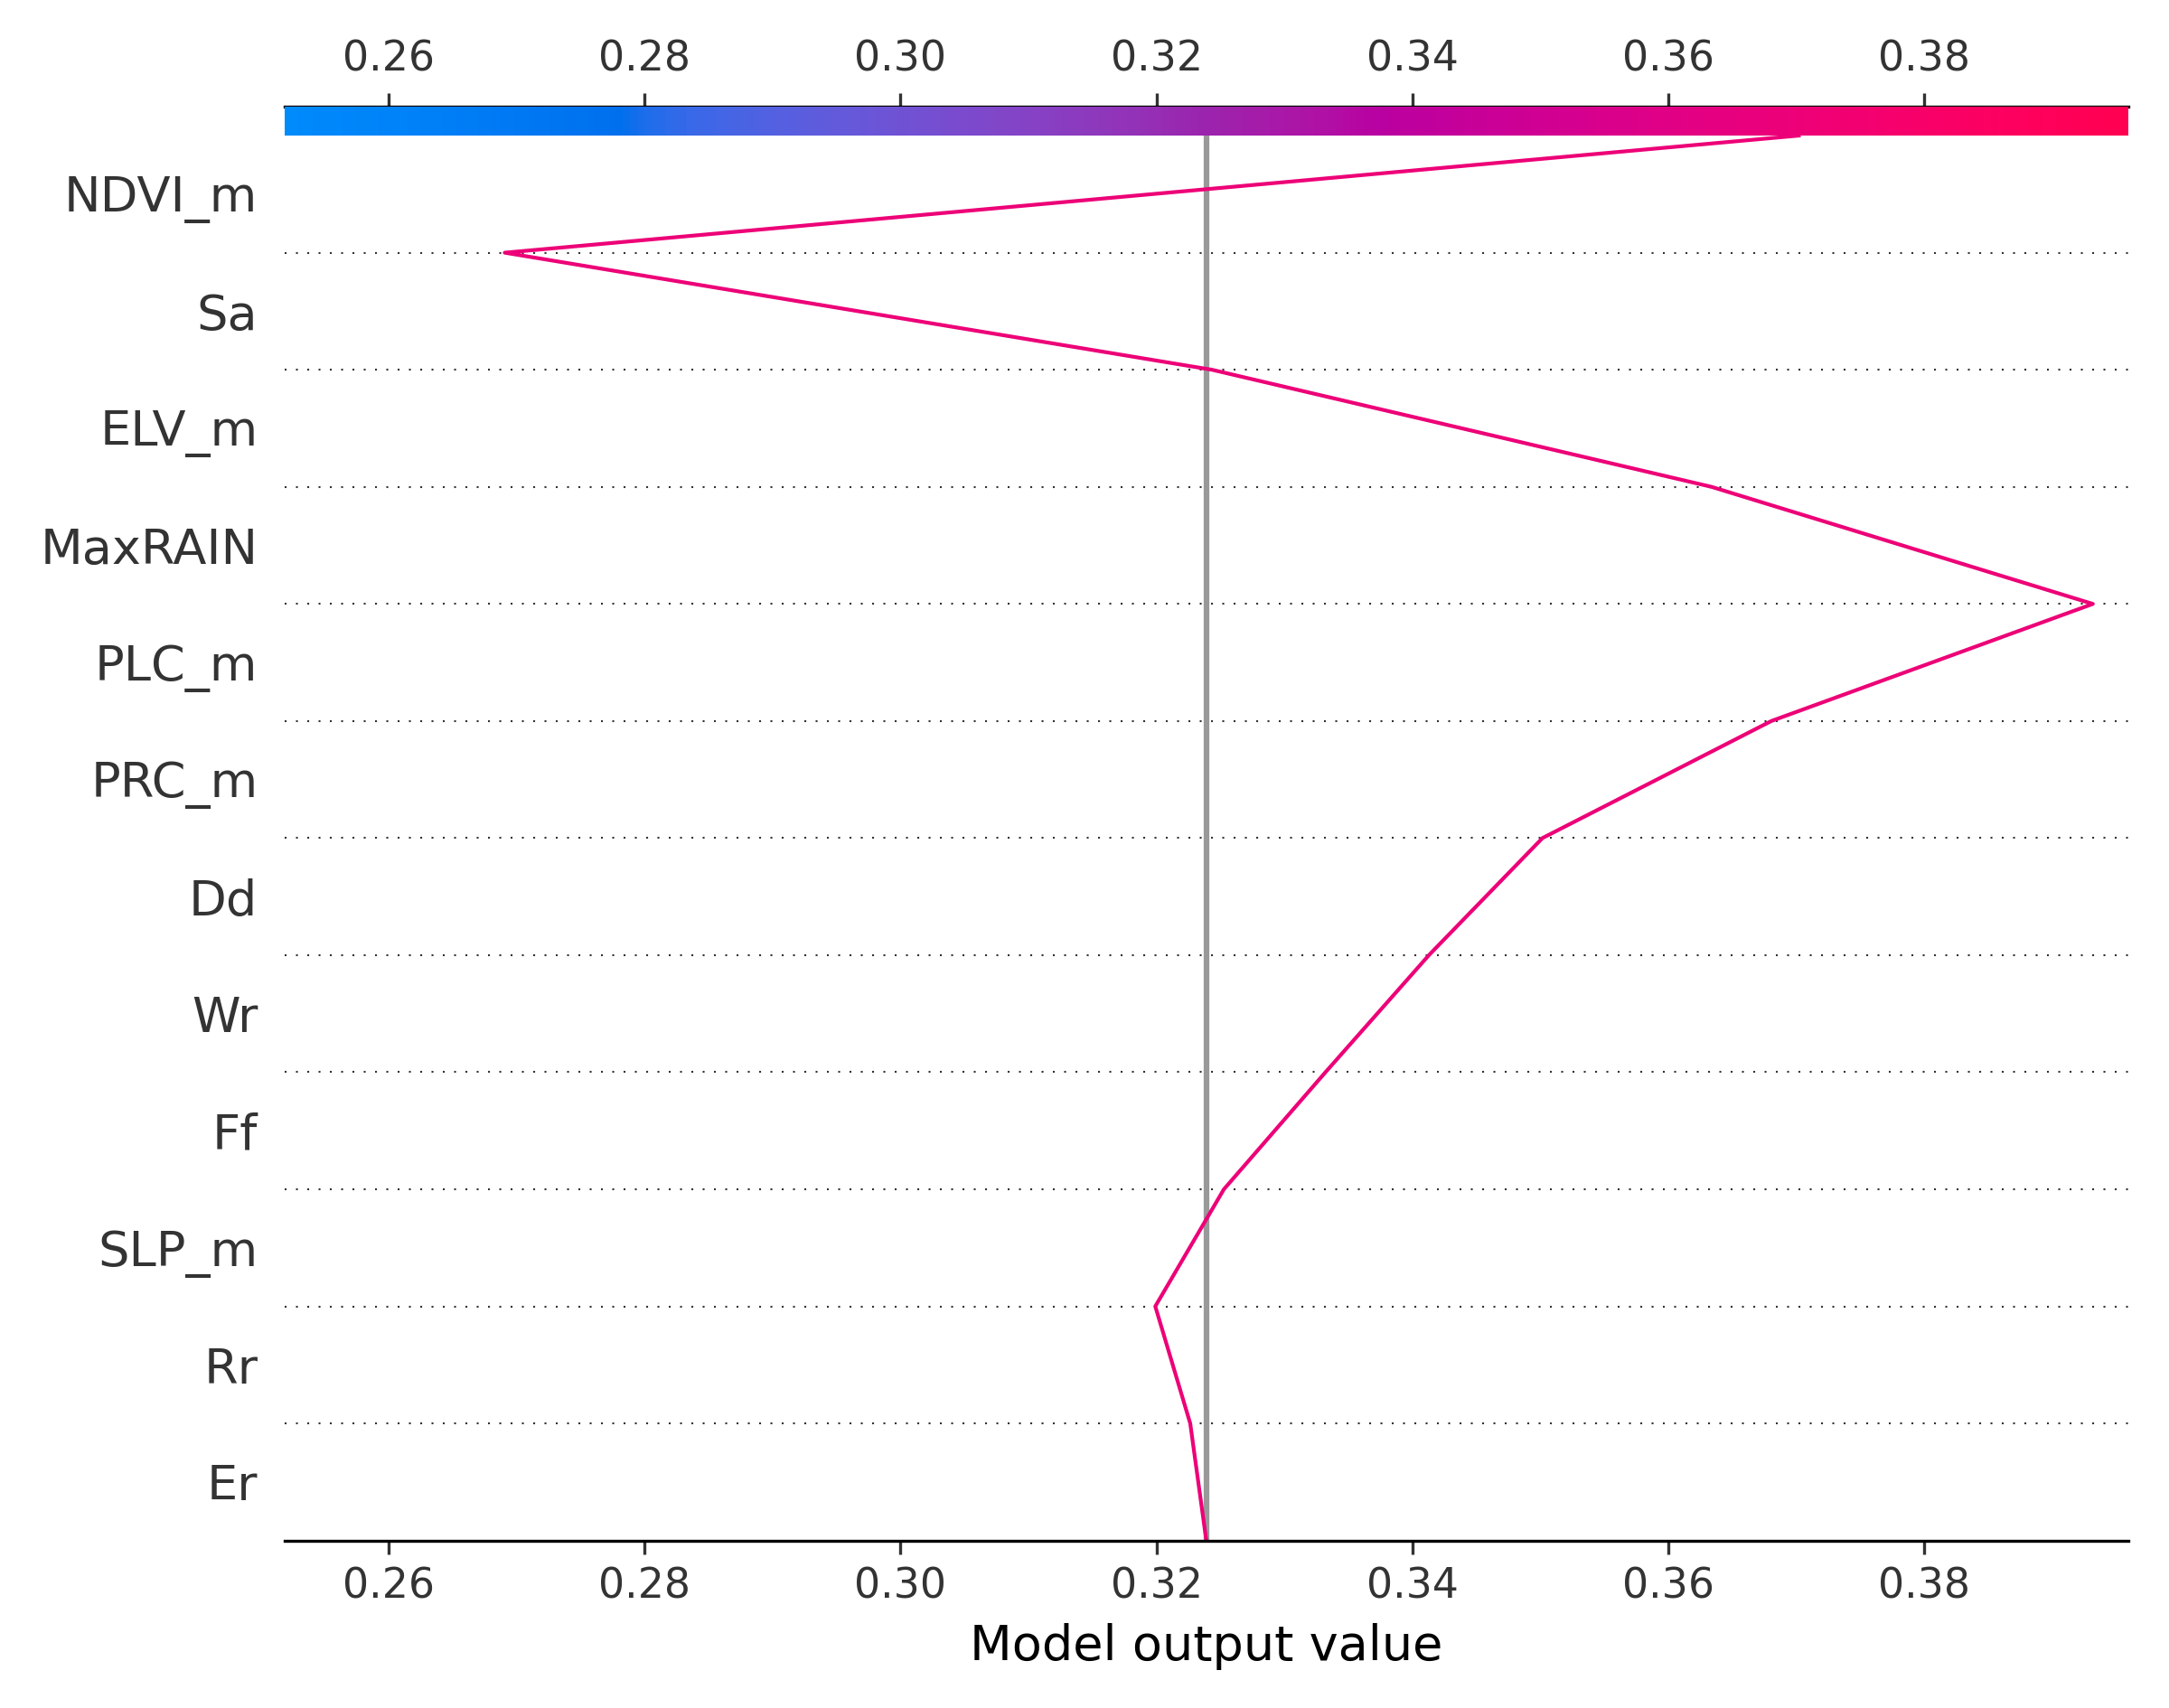 0.26 0.28 0.30 0.32 0.34 0.36 0.38
NDVI_m
Sa
ELV_m
MaxRAIN
PLC_m
PRC_m
Dd
Wr
Ff
SLP_m
Rr
Er
0.26 0.28 0.30 0.32 0.34 0.36 0.38
Model output value